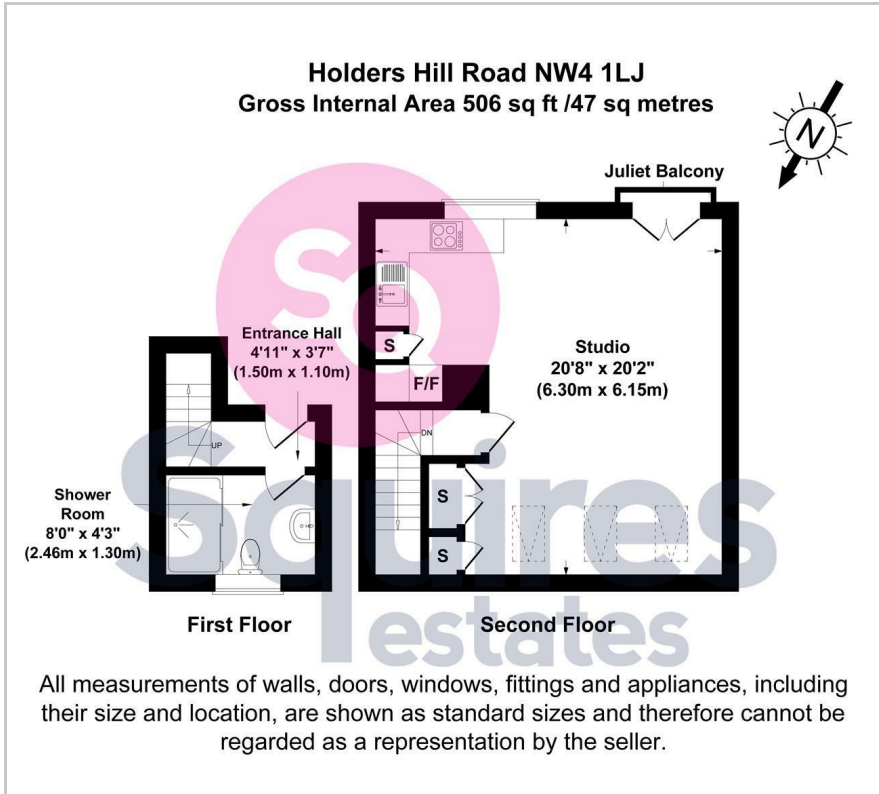 Holders Hill Road NW4 1LJ
Gross Internal Area 506 sq ft /47 sq metres
N
Juliet Balcony
SQ
Entrance Hall
4'11" x 3'7"
(1.50m x 1.10m)
S
F/F
Studio
20'8" x 20'2"
(6.30m x 6.15m)
UP
DN
Shower
Room
8'0" x 4'3"
(2.46m x 1.30m)
S
S
Squires
estates
First Floor
Second Floor
All measurements of walls, doors, windows, fittings and appliances, including
their size and location, are shown as standard sizes and therefore cannot be
regarded as a representation by the seller.